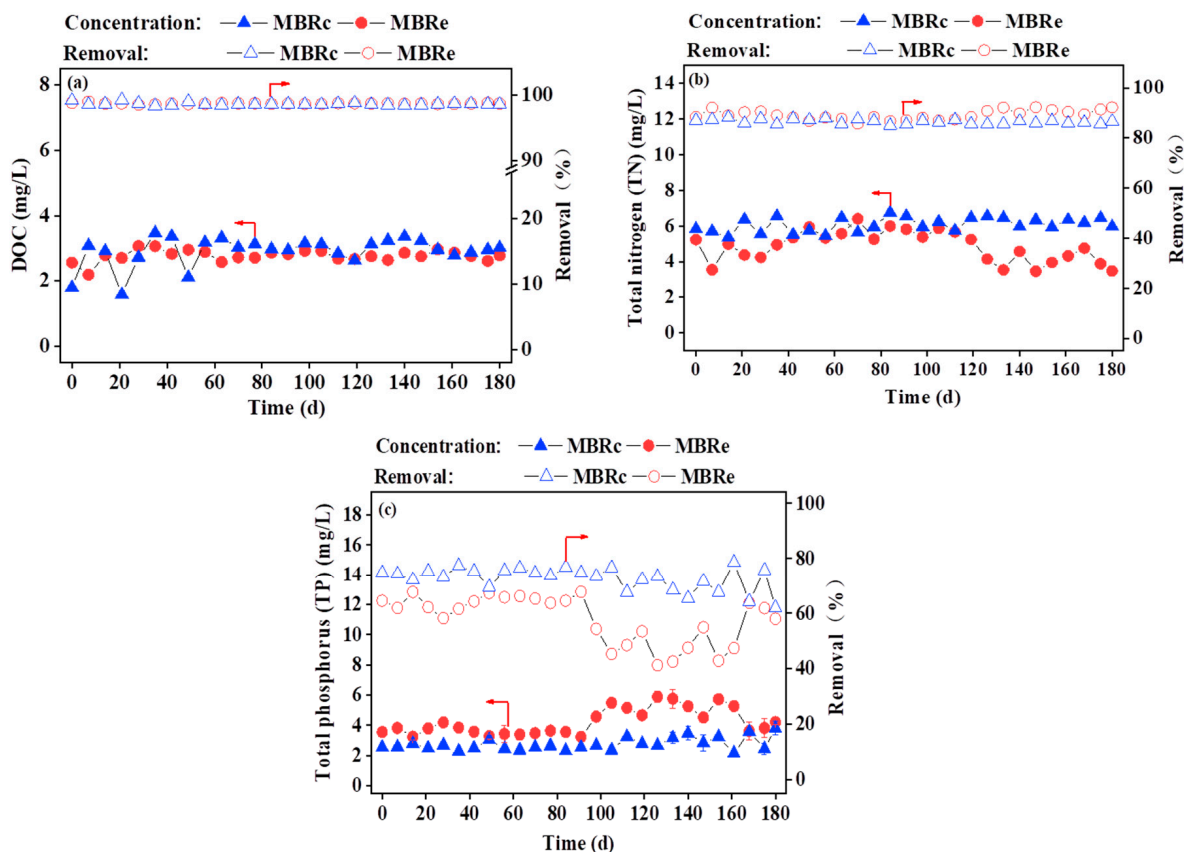 Concentration: MBRc MBRe
Removal: MBRc MBRe
(a)
8
6
4
2
0
100
98
20
10
0
DOC (mg/L)
Removal (%)
0 20 40 60 80 100 120 140 160 180
Time (d)
Concentration: MBRc MBRe
Removal: MBRc MBRe
(b)
14
12
10
8
6
4
2
0
100
80
60
40
20
0
Total nitrogen (TN) (mg/L)
Removal (%)
0 20 40 60 80 100 120 140 160 180
Time (d)
Concentration: MBRc MBRe
Removal: MBRc MBRe
(c)
18
16
14
12
10
8
6
4
2
0
100
80
60
40
20
0
Total phosphorus (TP) (mg/L)
Removal (%)
0 20 40 60 80 100 120 140 160 180
Time (d)